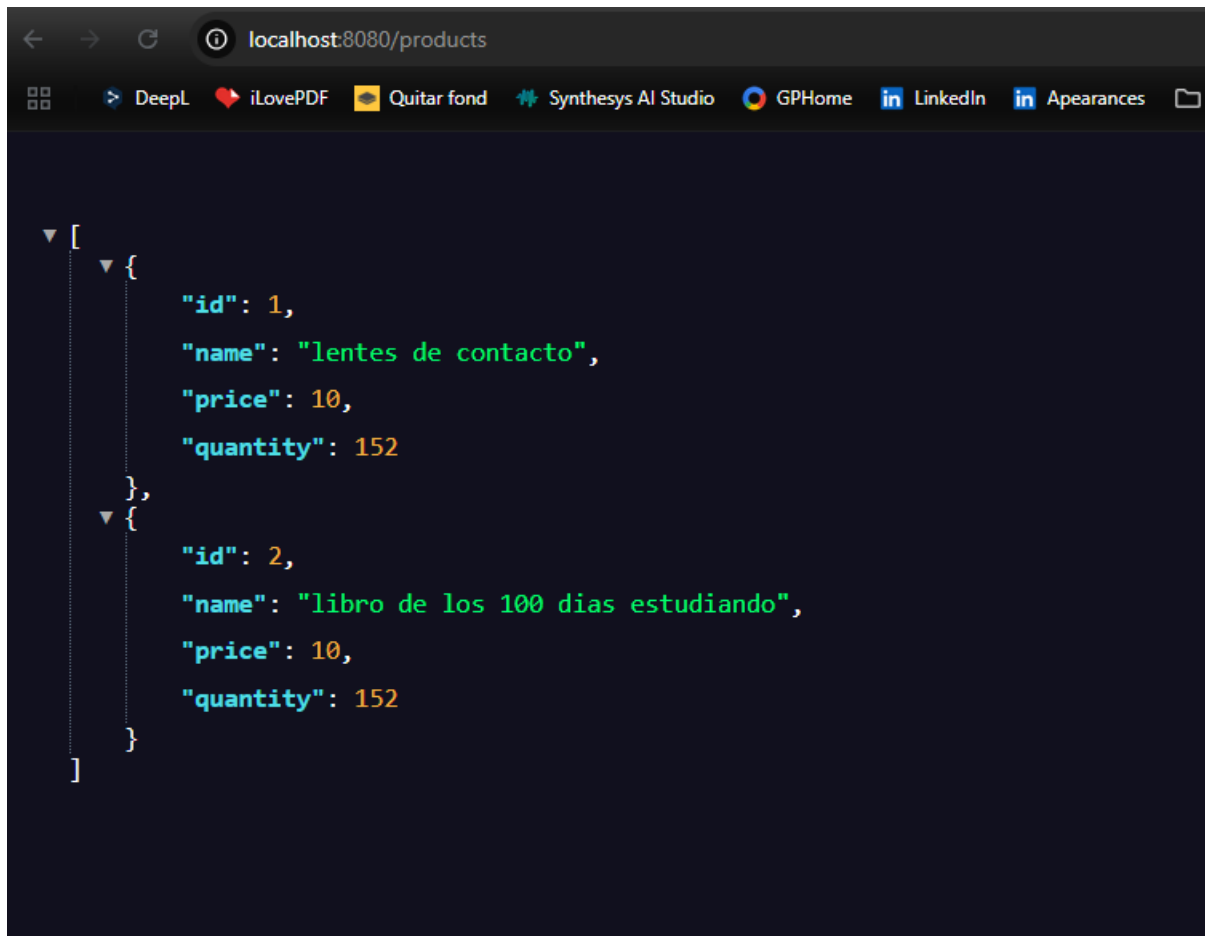 localhost:8080/products
DeepL iLovePDF Quitar fond Synthesys AI Studio GPHome LinkedIn Apearances
[
{
"id": 1,
"name": "lentes de contacto",
"price": 10,
"quantity": 152
},
{
"id": 2,
"name": "libro de los 100 dias estudiando",
"price": 10,
"quantity": 152
}
]